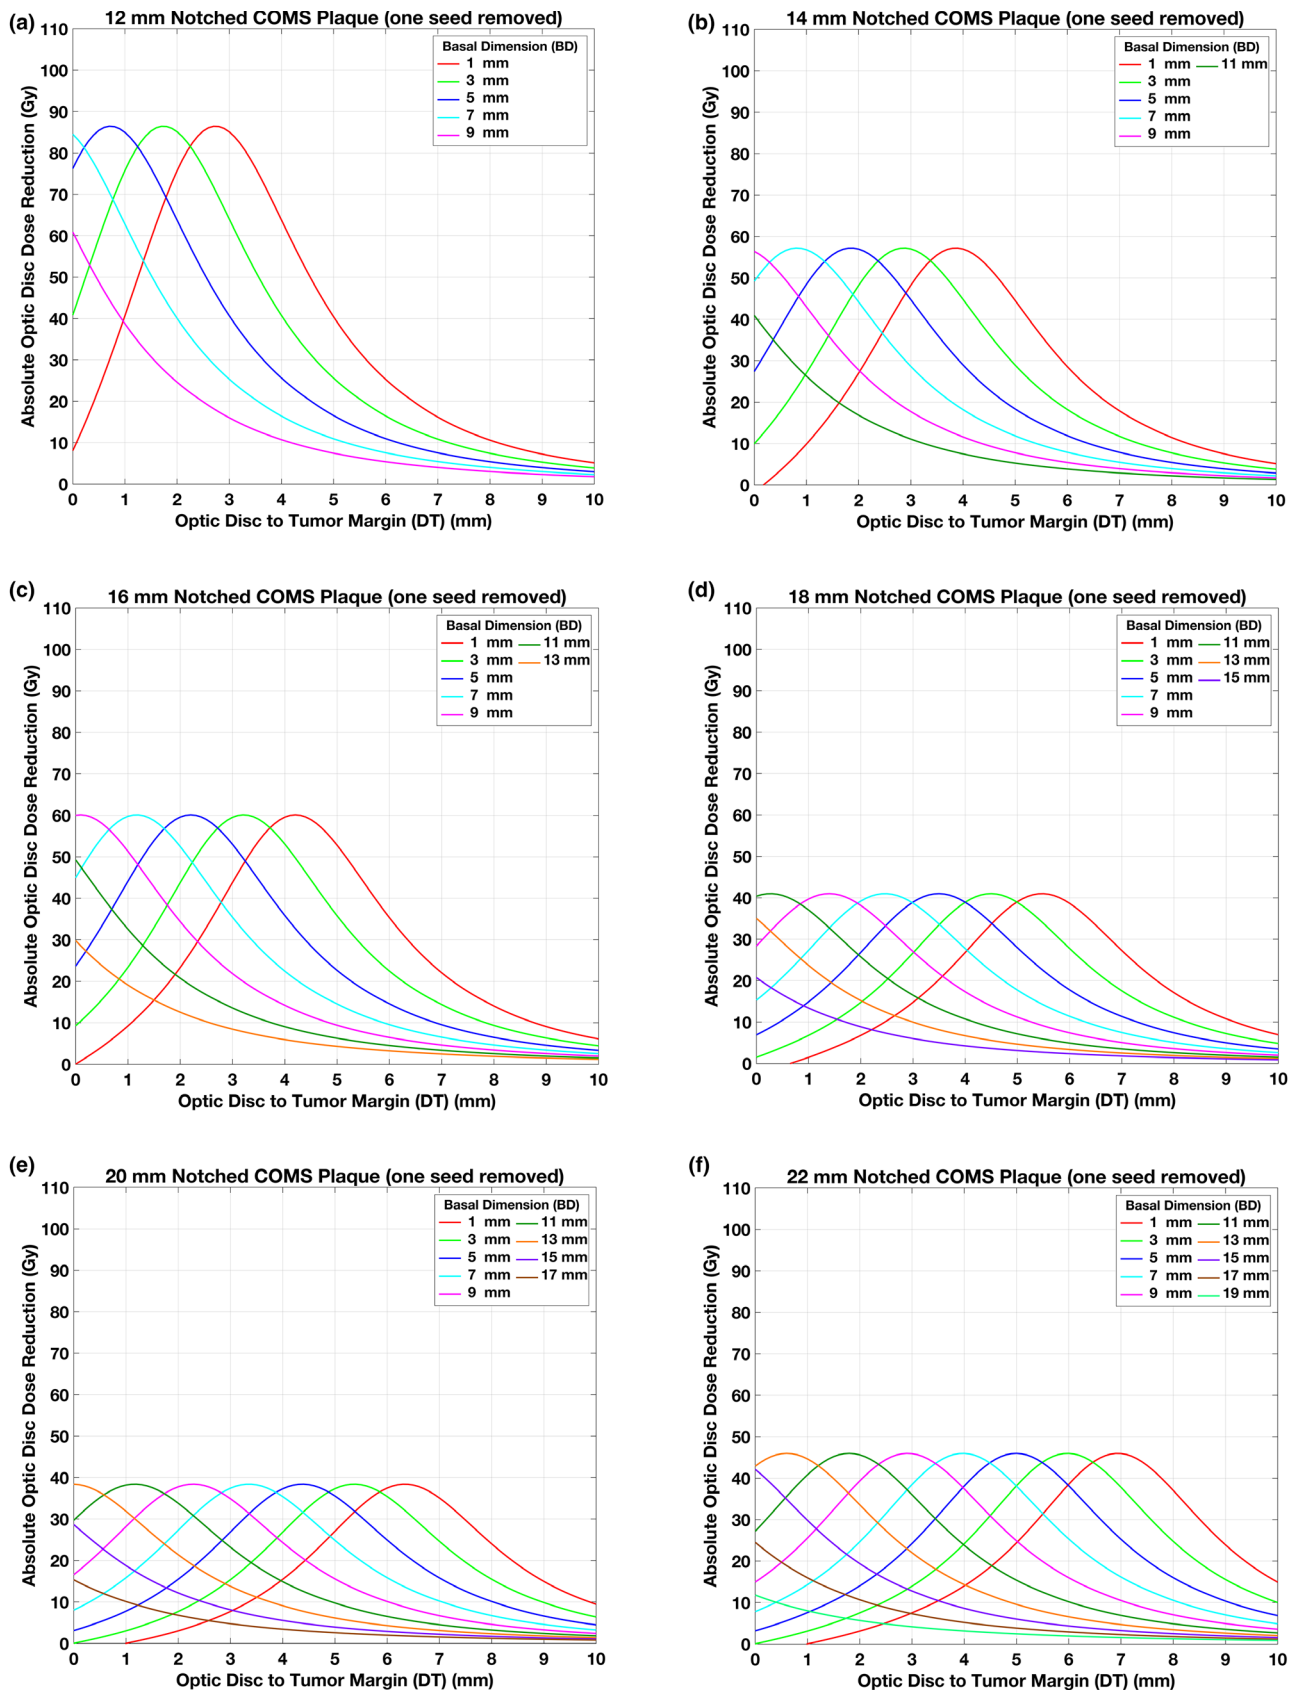 (a)
12 mm Notched COMS Plaque (one seed removed)
Absolute Optic Disc Dose Reduction (Gy)
110
100
90
80
70
60
50
40
30
20
10
0
Basal Dimension (BD)
1 mm
3 mm
5 mm
7 mm
9 mm
0 1 2 3 4 5 6 7 8 9 10
Optic Disc to Tumor Margin (DT) (mm)
(b)
14 mm Notched COMS Plaque (one seed removed)
Absolute Optic Disc Dose Reduction (Gy)
110
100
90
80
70
60
50
40
30
20
10
0
Basal Dimension (BD)
1 mm 11 mm
3 mm
5 mm
7 mm
9 mm
0 1 2 3 4 5 6 7 8 9 10
Optic Disc to Tumor Margin (DT) (mm)
(c)
16 mm Notched COMS Plaque (one seed removed)
Absolute Optic Disc Dose Reduction (Gy)
110
100
90
80
70
60
50
40
30
20
10
0
Basal Dimension (BD)
1 mm 11 mm
3 mm 13 mm
5 mm
7 mm
9 mm
0 1 2 3 4 5 6 7 8 9 10
Optic Disc to Tumor Margin (DT) (mm)
(d)
18 mm Notched COMS Plaque (one seed removed)
Absolute Optic Disc Dose Reduction (Gy)
110
100
90
80
70
60
50
40
30
20
10
0
Basal Dimension (BD)
1 mm 11 mm
3 mm 13 mm
5 mm 15 mm
7 mm
9 mm
0 1 2 3 4 5 6 7 8 9 10
Optic Disc to Tumor Margin (DT) (mm)
(e)
20 mm Notched COMS Plaque (one seed removed)
Absolute Optic Disc Dose Reduction (Gy)
110
100
90
80
70
60
50
40
30
20
10
0
Basal Dimension (BD)
1 mm 11 mm
3 mm 13 mm
5 mm 15 mm
7 mm 17 mm
9 mm
0 1 2 3 4 5 6 7 8 9 10
Optic Disc to Tumor Margin (DT) (mm)
(f)
22 mm Notched COMS Plaque (one seed removed)
Absolute Optic Disc Dose Reduction (Gy)
110
100
90
80
70
60
50
40
30
20
10
0
Basal Dimension (BD)
1 mm 11 mm
3 mm 13 mm
5 mm 15 mm
7 mm 17 mm
9 mm 19 mm
0 1 2 3 4 5 6 7 8 9 10
Optic Disc to Tumor Margin (DT) (mm)